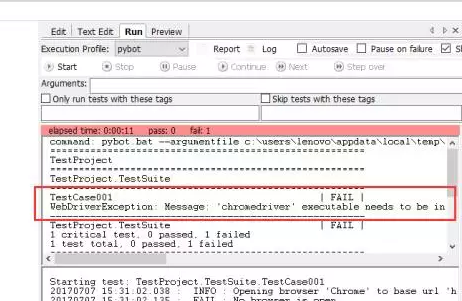 Edit Text Edit Run Preview
Execution Profile: pybot Report Log Autosave Pause on failure
Start Stop Pause Continue Next Step over
Arguments:
Only run tests with these tags Skip tests with these tags
elapsed time: 0:00:11 pass: 0 fail: 1
command: pybot.bat --argumentfile c:\users\lenovo\appdata\local\temp\
==========================================================
TestProject
==========================================================
TestProject.TestSuite
==========================================================
TestCase001 | FAIL |
WebDriverException: Message: 'chromedriver' executable needs to be in
----------------------------------------------------------
TestProject.TestSuite | FAIL |
1 critical test, 0 passed, 1 failed
1 test total, 0 passed, 1 failed
Starting test: TestProject.TestSuite.TestCase001
20170707 15:31:02.038 : INFO : Opening browser 'Chrome' to base url 'h
20170707 15:31:02.135 : FAIL : No browser is open